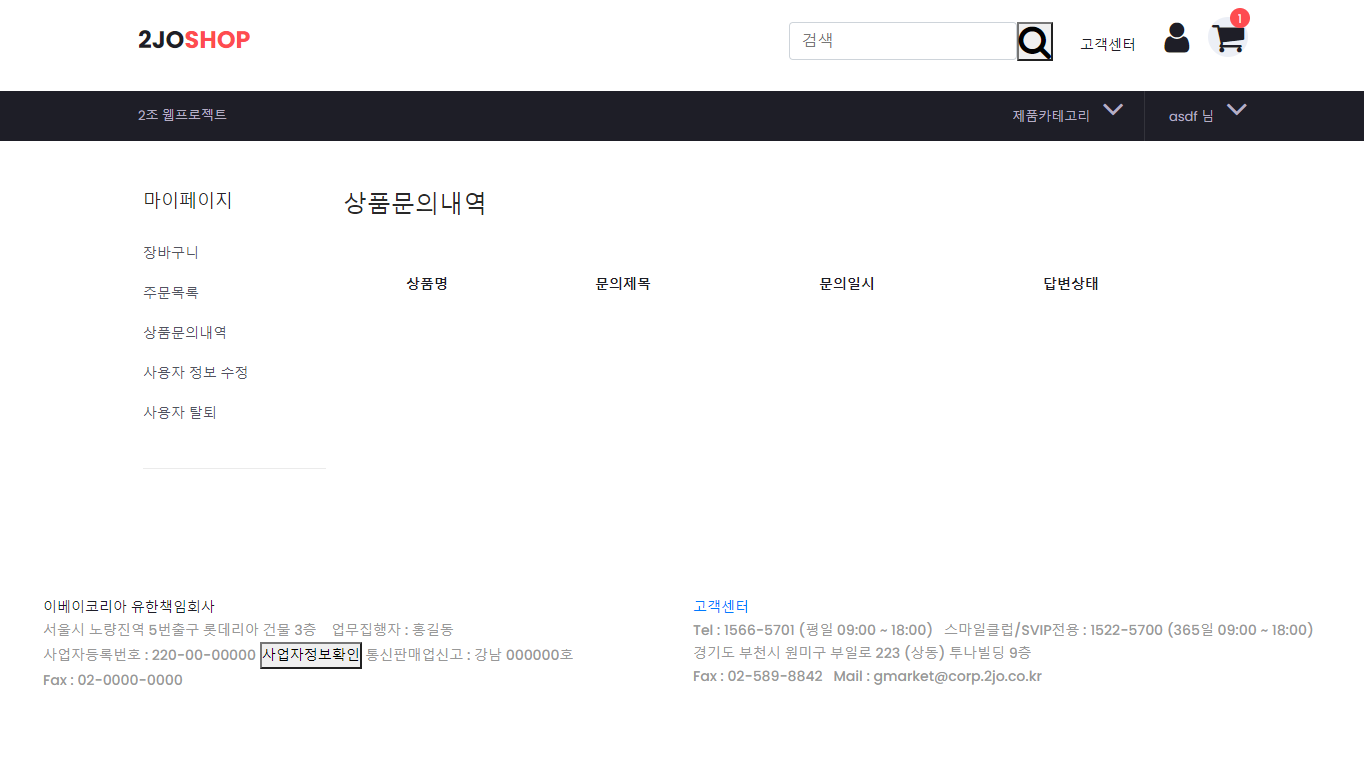 2JOSHOP
검색
고객센터
1
2조 웹프로젝트
제품카테고리
asdf 님
마이페이지
장바구니
주문목록
상품문의내역
사용자 정보 수정
사용자 탈퇴
상품문의내역
상품명 문의제목 문의일시 답변상태
이베이코리아 유한책임회사
서울시 노량진역 5번출구 롯데리아 건물 3층 업무집행자 : 홍길동
사업자등록번호 : 220-00-00000 사업자정보확인 통신판매업신고 : 강남 000000호
Fax : 02-0000-0000
고객센터
Tel : 1566-5701 (평일 09:00 ~ 18:00) 스마일클럽/SVIP전용 : 1522-5700 (365일 09:00 ~ 18:00)
경기도 부천시 원미구 부일로 223 (상동) 투나빌딩 9층
Fax : 02-589-8842 Mail : gmarket@corp.2jo.co.kr